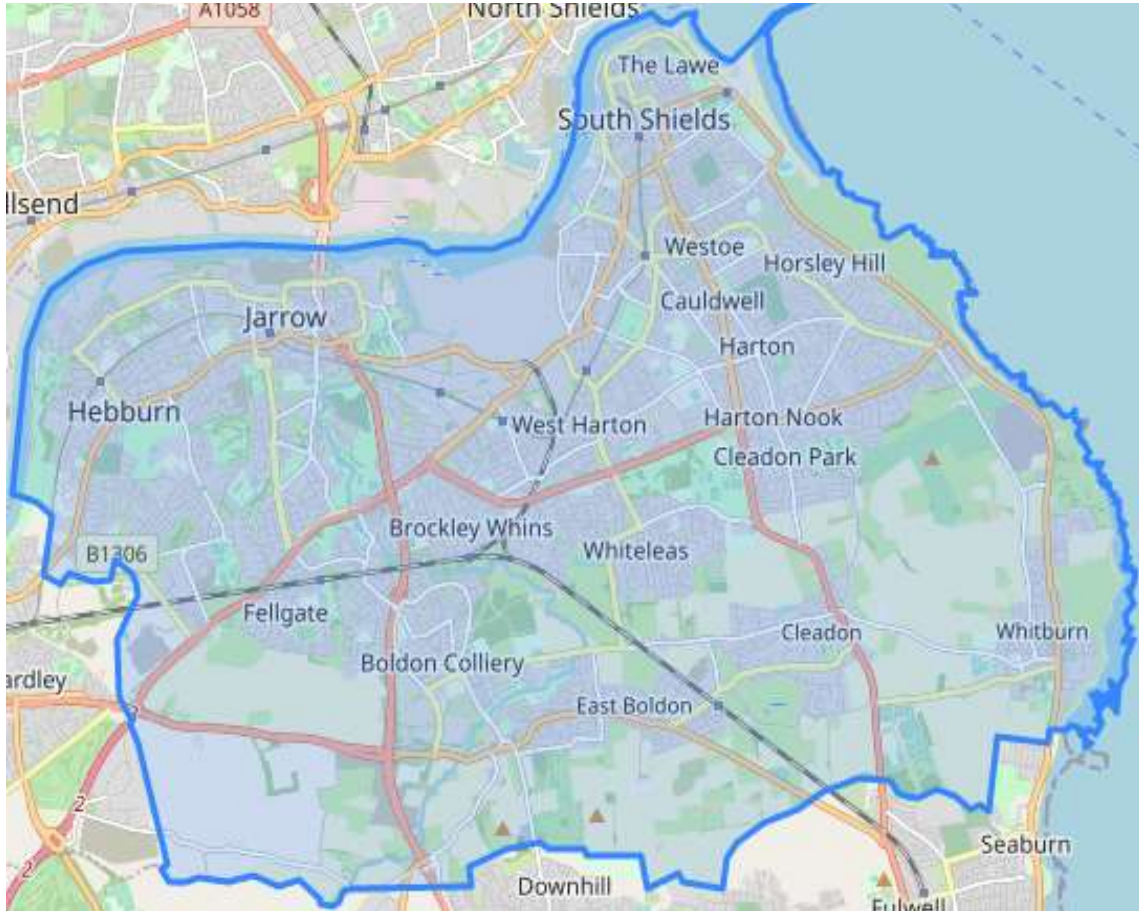 A1058
North Shields
The Lawe
South Shields
llsend
Westoe
Horsley Hill
Cauldwell
Jarrow
Harton
Hebburn
West Harton
Harton Nook
Cleadon Park
Brockley Whins
Whiteleas
B1306
Fellgate
Cleadon
Whitburn
Boldon Colliery
ardley
East Boldon
2
2
2
Seaburn
Downhill
Fulwell